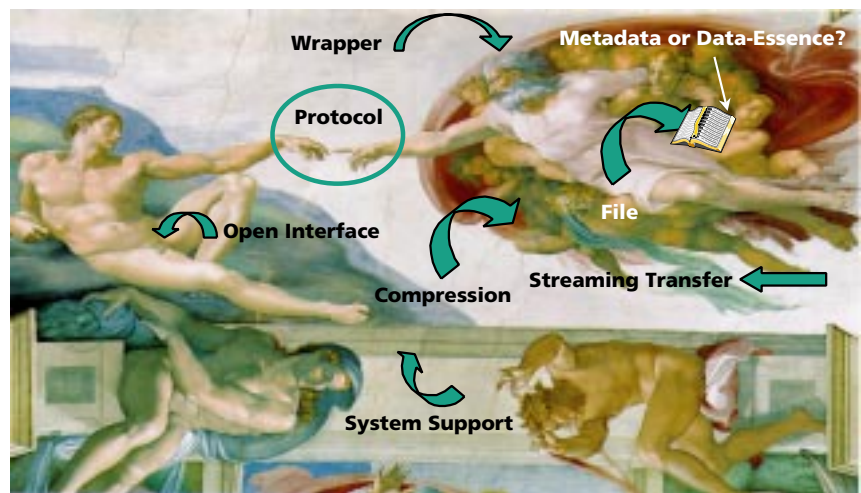 Wrapper
Metadata or Data-Essence?
Protocol
File
Open Interface
Streaming Transfer
Compression
System Support